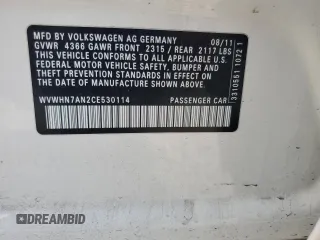 MFD BY VOLKSWAGEN AG GERMANY 08/11
GVWR 4366 GAWR FRONT 2315 / REAR 2117 LBS
THIS VEHICLE CONFORMS TO ALL APPLICABLE U.S.
FEDERAL MOTOR VEHICLE SAFETY, BUMPER, AND
THEFT PREVENTION STANDARDS IN EFFECT ON THE
DATE OF MANUFACTURE SHOWN ABOVE.
WVWHN7AN2CE530114 PASSENGER CAR
DREAMBID